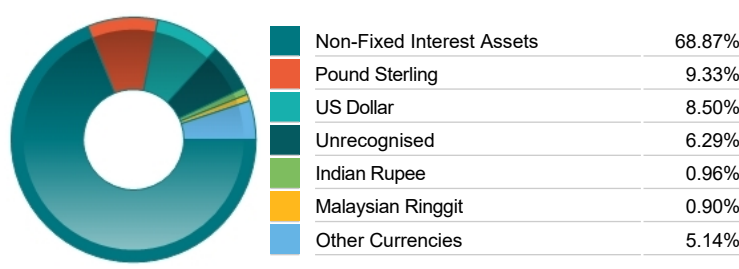 Non-Fixed Interest Assets 68.87%
Pound Sterling 9.33%
US Dollar 8.50%
Unrecognised 6.29%
Indian Rupee 0.96%
Malaysian Ringgit 0.90%
Other Currencies 5.14%